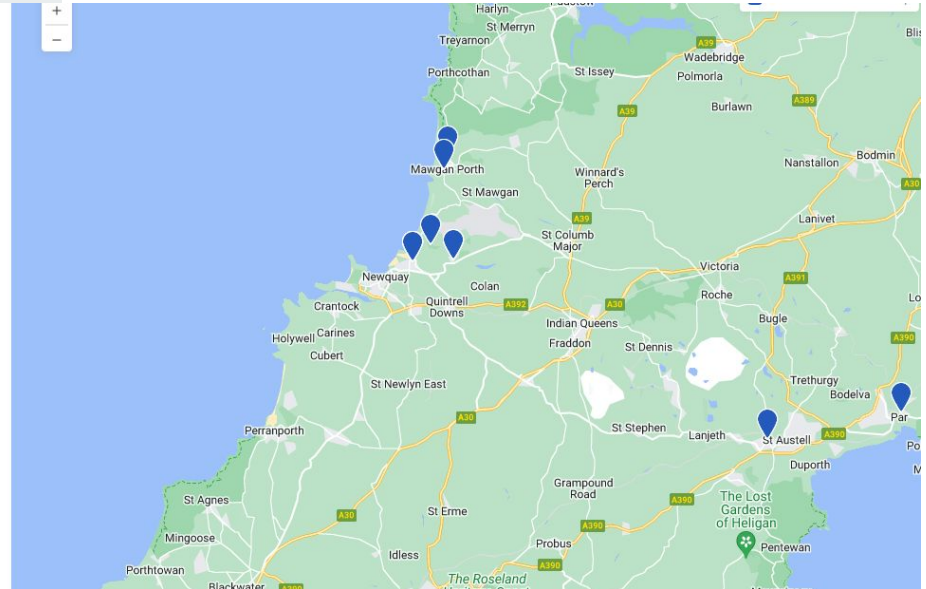 +
−
Harlyn
St Merryn
Treyarnon
A39
Wadebridge
Porthcothan
St Issey
Polmorla
A39
Burlawn
A389
Mawgan Porth
Winnard's
Perch
Nanstallon
Bodmin
St Mawgan
A30
A39
Lanivet
St Columb
Major
Newquay
Colan
Victoria
A391
Crantock
Quintrell
Downs
A392
A30
Roche
Holywell
Carines
Indian Queens
Bugle
Cubert
Fraddon
St Dennis
A390
St Newlyn East
Trethurgy
Bodelva
A30
Par
Perranporth
St Stephen
Lanjeth
St Austell
A390
Duporth
St Agnes
Grampound
Road
A390
The Lost
Gardens
of Heligan
A30
St Erme
A390
Mingoose
Probus
Pentewan
Idless
A390
Porthtowan
Blackwater
The Roseland